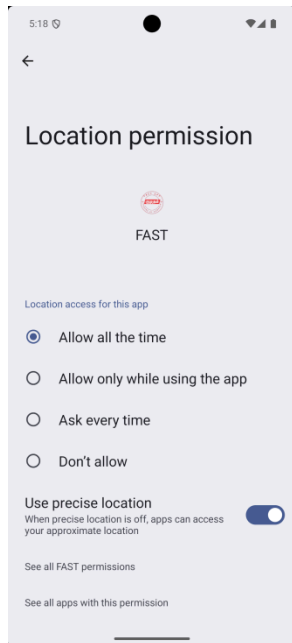 5:18
Location permission
FAST
Location access for this app
Allow all the time
Allow only while using the app
Ask every time
Don't allow
Use precise location
When precise location is off, apps can access
your approximate location
See all FAST permissions
See all apps with this permission